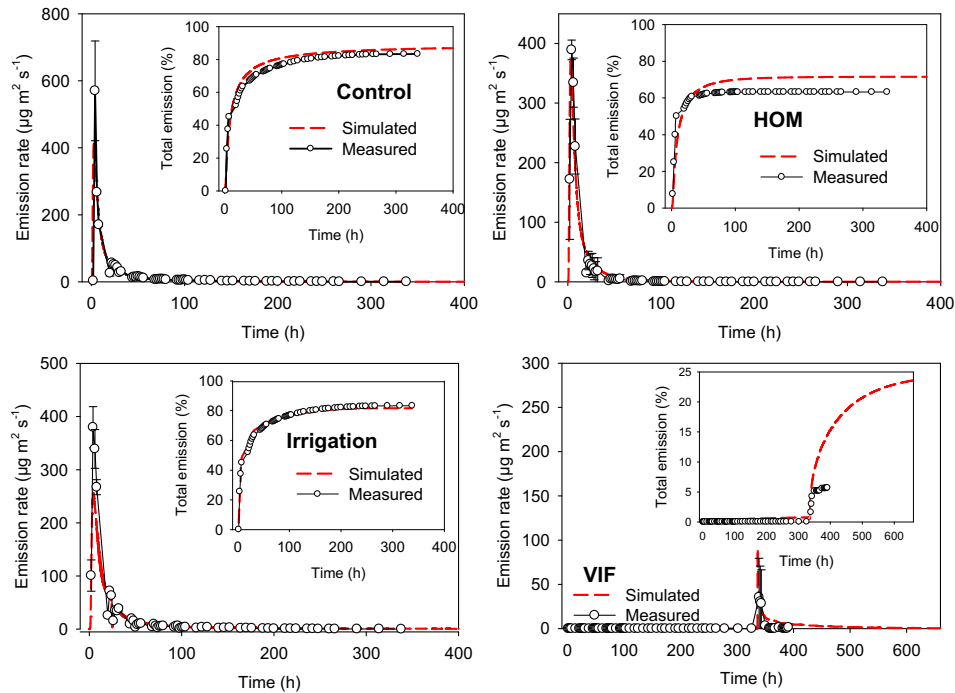 Emission rate (µg m² s⁻¹)
800
600
400
200
0
0 100 200 300 400
Time (h)
Total emission (%)
100
80
60
40
20
0
0 100 200 300 400
Time (h)
Control
Simulated
Measured
Emission rate (µg m² s⁻¹)
400
300
200
100
0
0 100 200 300 400
Time (h)
Total emission (%)
100
80
60
40
20
0
0 100 200 300 400
Time (h)
HOM
Simulated
Measured
Emission rate (µg m² s⁻¹)
500
400
300
200
100
0
0 100 200 300 400
Time (h)
Total emission (%)
100
80
60
40
20
0
0 100 200 300 400
Time (h)
Irrigation
Simulated
Measured
Emission rate (µg m² s⁻¹)
300
250
200
150
100
50
0
0 100 200 300 400 500 600
Time (h)
Total emission (%)
25
20
15
10
5
0
0 100 200 300 400 500 600
Time (h)
VIF
Simulated
Measured